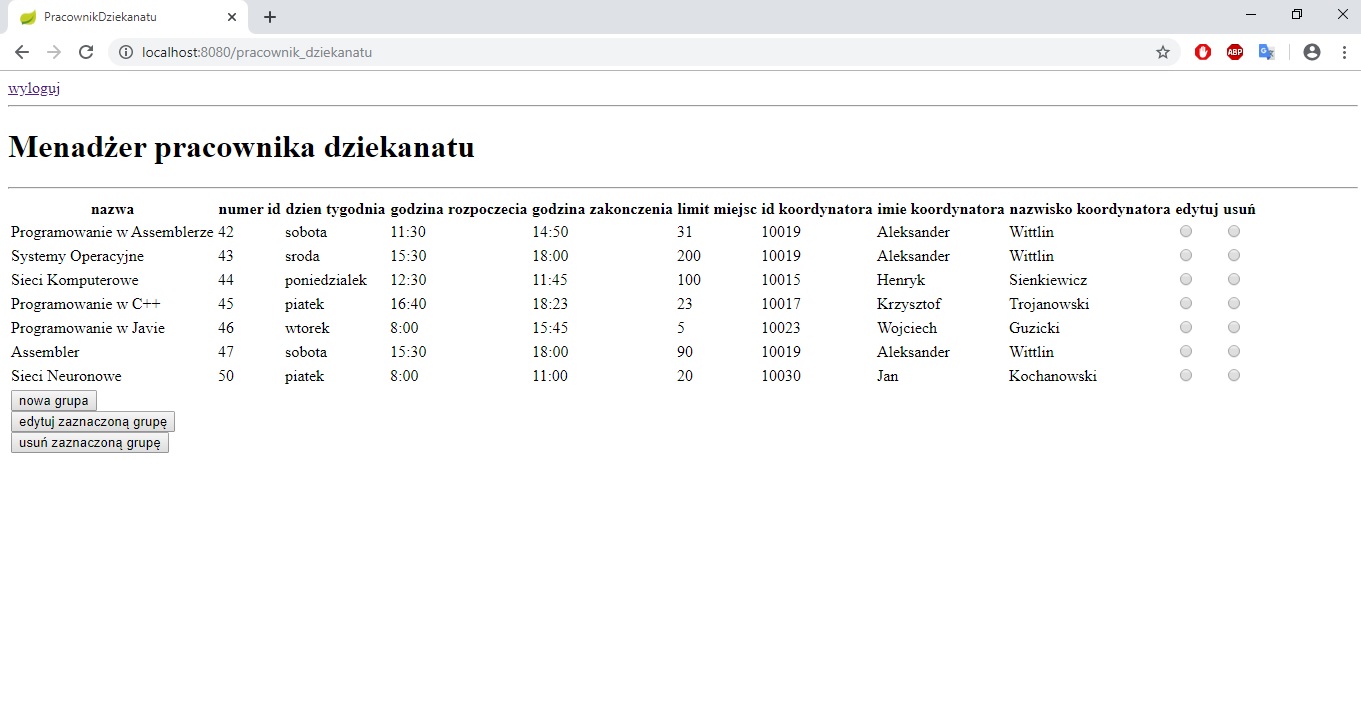 PracownikDziekanatu
localhost:8080/pracownik_dziekanatu
ABP
wyloguj
Menadżer pracownika dziekanatu
nazwa numer id dzien tygodnia godzina rozpoczecia godzina zakonczenia limit miejsc id koordynatora imie koordynatora nazwisko koordynatora edytuj usuń
Programowanie w Assemblerze 42 sobota 11:30 14:50 31 10019 Aleksander Wittlin
Systemy Operacyjne 43 sroda 15:30 18:00 200 10019 Aleksander Wittlin
Sieci Komputerowe 44 poniedzialek 12:30 11:45 100 10015 Henryk Sienkiewicz
Programowanie w C++ 45 piatek 16:40 18:23 23 10017 Krzysztof Trojanowski
Programowanie w Javie 46 wtorek 8:00 15:45 5 10023 Wojciech Guzicki
Assembler 47 sobota 15:30 18:00 90 10019 Aleksander Wittlin
Sieci Neuronowe 50 piatek 8:00 11:00 20 10030 Jan Kochanowski
nowa grupa
edytuj zaznaczoną grupę
usuń zaznaczoną grupę